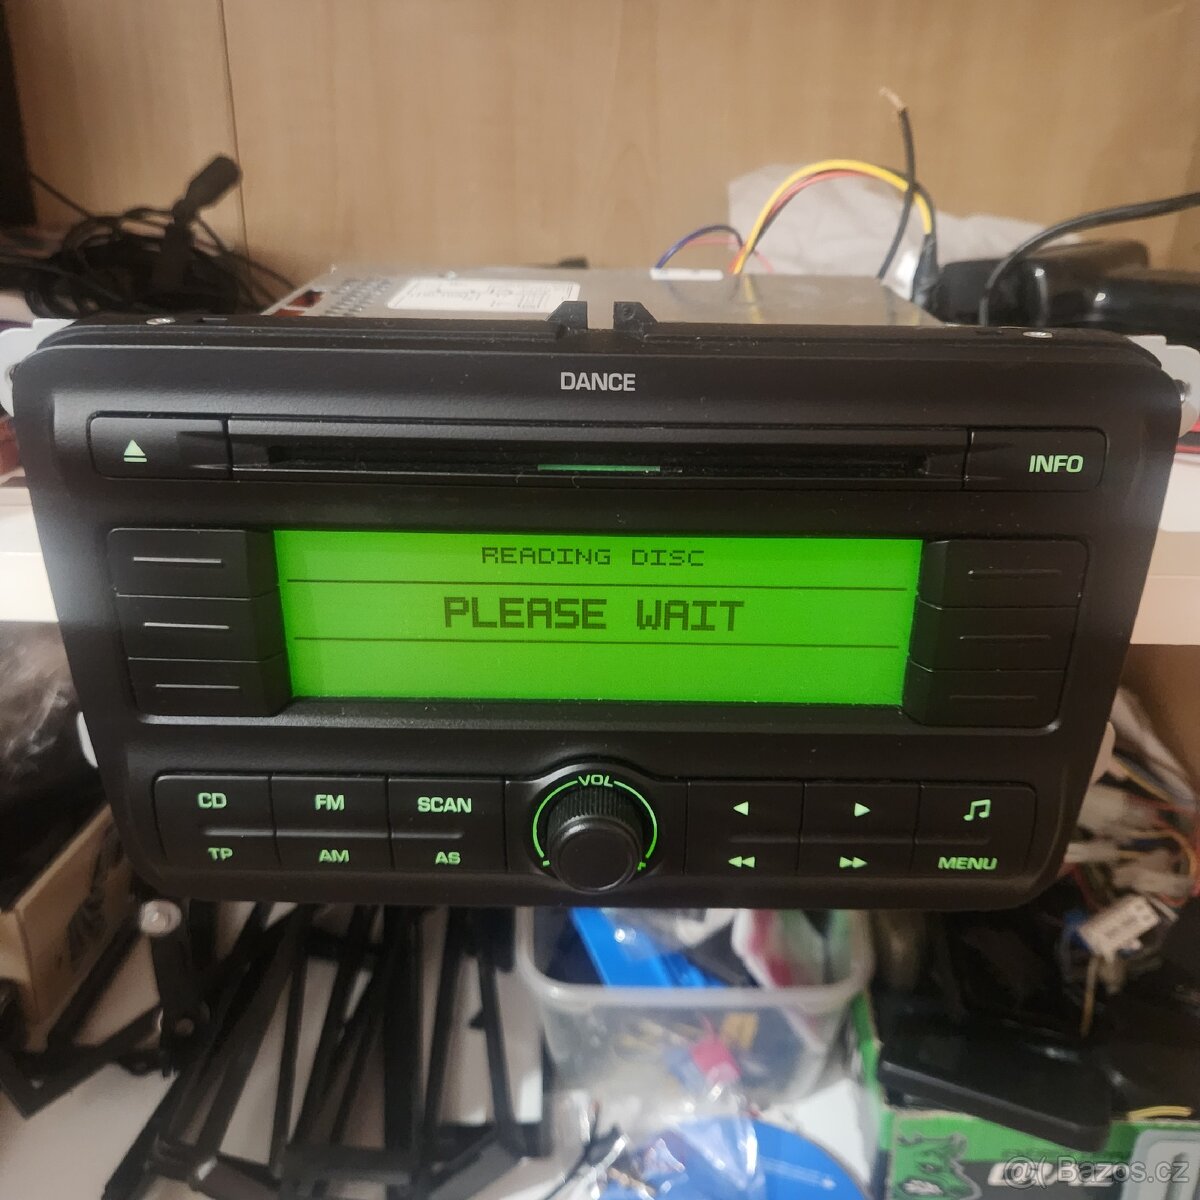 DANCE
INFO
READING DISC
PLEASE WAIT
VOL
CD FM SCAN
TP AM AS
MENU
@( Bazos.cz